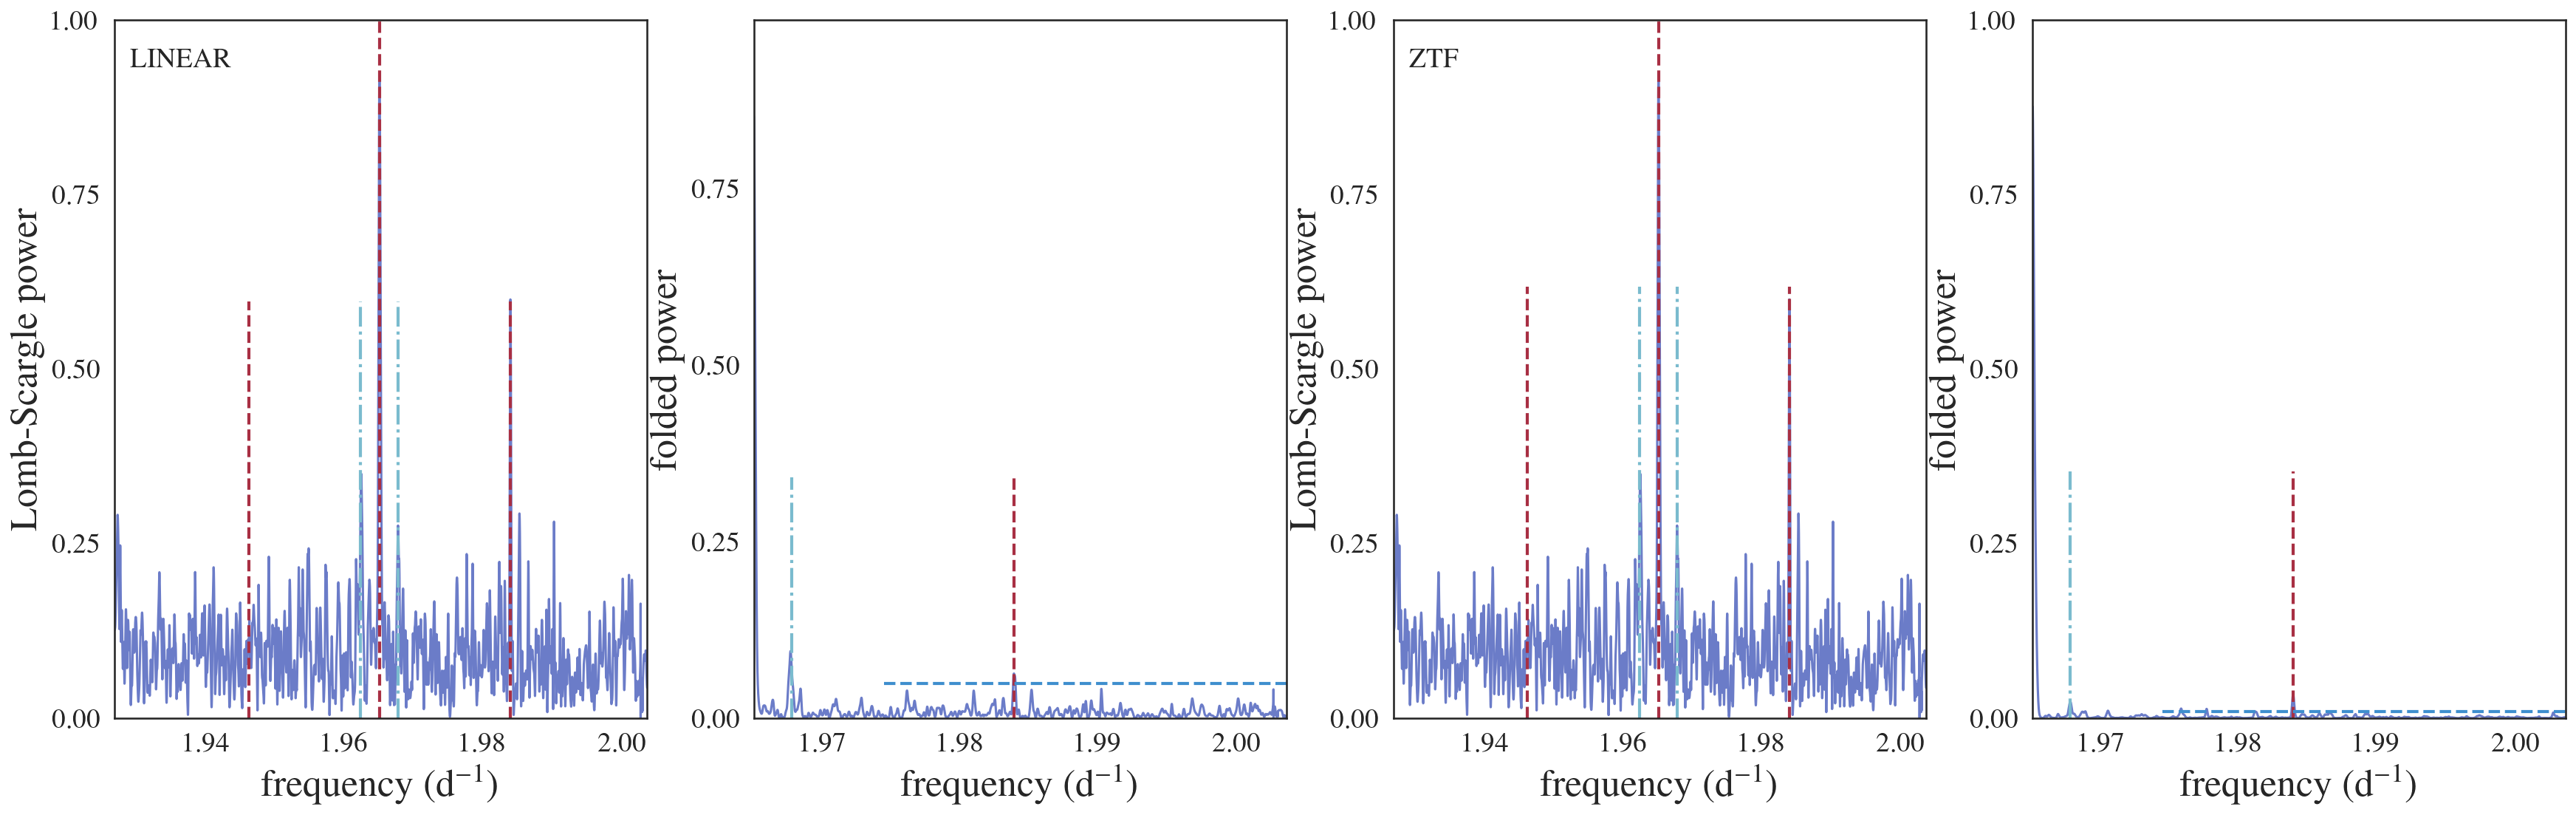 LINEAR
1.00
0.75
0.50
0.25
0.00
Lomb-Scargle power
1.94 1.96 1.98 2.00
frequency (d⁻¹)
0.75
0.50
0.25
0.00
folded power
1.97 1.98 1.99 2.00
frequency (d⁻¹)
ZTF
1.00
0.75
0.50
0.25
0.00
Lomb-Scargle power
1.94 1.96 1.98 2.00
frequency (d⁻¹)
1.00
0.75
0.50
0.25
0.00
folded power
1.97 1.98 1.99 2.00
frequency (d⁻¹)